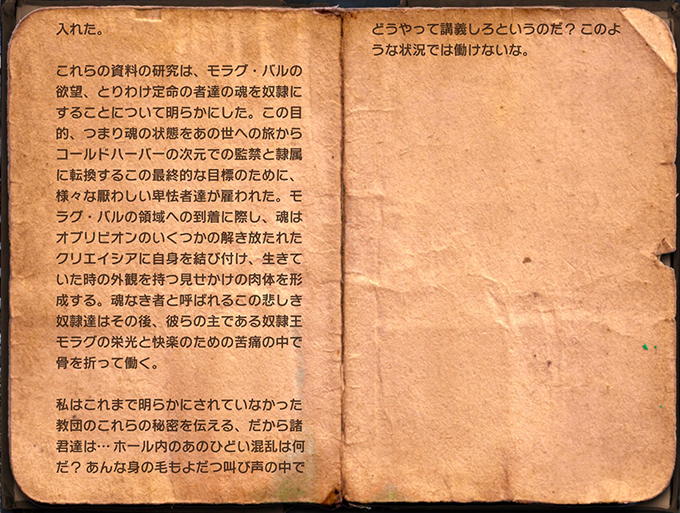 入れた。
これらの資料の研究は、モラグ・バルの
欲望、とりわけ定命の者達の魂を奴隷に
することについて明らかにした。この目
的、つまり魂の状態をあの世への旅から
コールドハーバーの次元での監禁と隷属
に転換するこの最終的な目標のために、
様々な厭わしい卑怯者達が雇われた。モ
ラグ・バルの領域への到着に際し、魂は
オブリビオンのいくつかの解き放たれた
クリエイシアに自身を結び付け、生きて
いた時の外観を持つ見せかけの肉体を形
成する。魂なき者と呼ばれるこの悲しき
奴隷達はその後、彼らの主である奴隷王
モラグの栄光と快楽のための苦痛の中で
骨を折って働く。
私はこれまで明らかにされていなかった
教団のこれらの秘密を伝える、だから諸
君達は… ホール内のあのひどい混乱は何
だ? あんな身の毛もよだつ叫び声の中で
どうやって講義しろというのだ? このよ
うな状況では働けないな。